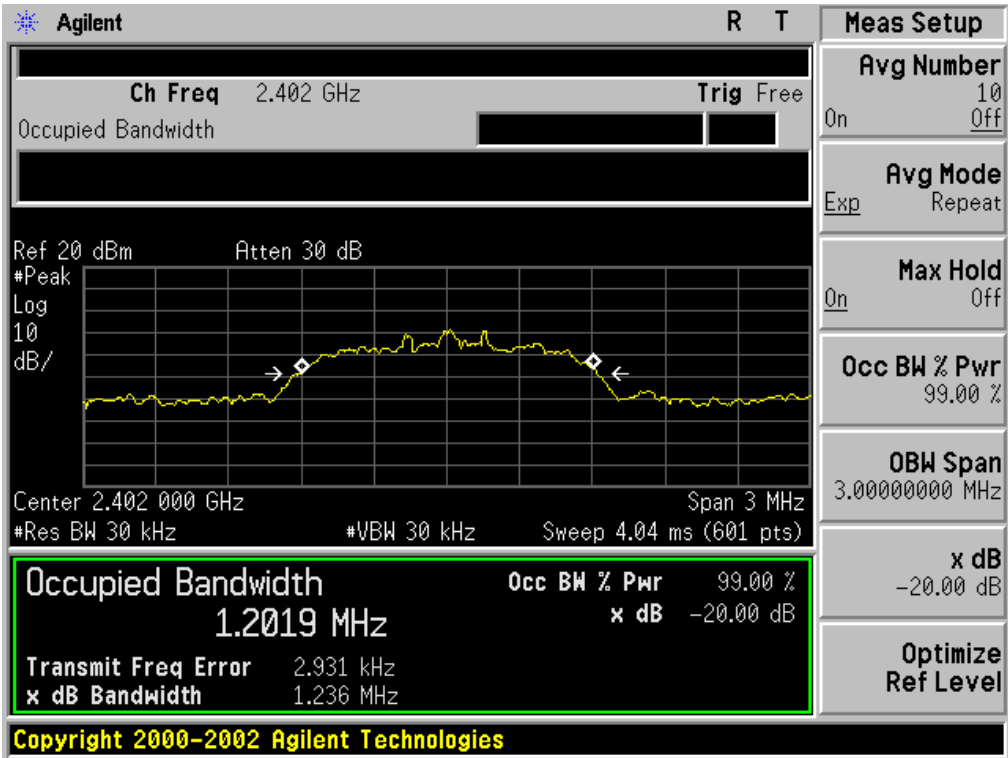 Agilent R T Meas Setup
Ch Freq 2.402 GHz Trig Free
Occupied Bandwidth
Ref 20 dBm Atten 30 dB
#Peak
Log
10
dB/
Center 2.402 000 GHz Span 3 MHz
#Res BW 30 kHz #VBW 30 kHz Sweep 4.04 ms (601 pts)
Occupied Bandwidth Occ BW % Pwr 99.00 %
1.2019 MHz x dB -20.00 dB
Transmit Freq Error 2.931 kHz
x dB Bandwidth 1.236 MHz
Avg Number
10
On Off
Avg Mode
Exp Repeat
Max Hold
On Off
Occ BW % Pwr
99.00 %
OBW Span
3.00000000 MHz
x dB
-20.00 dB
Optimize
Ref Level
Copyright 2000-2002 Agilent Technologies